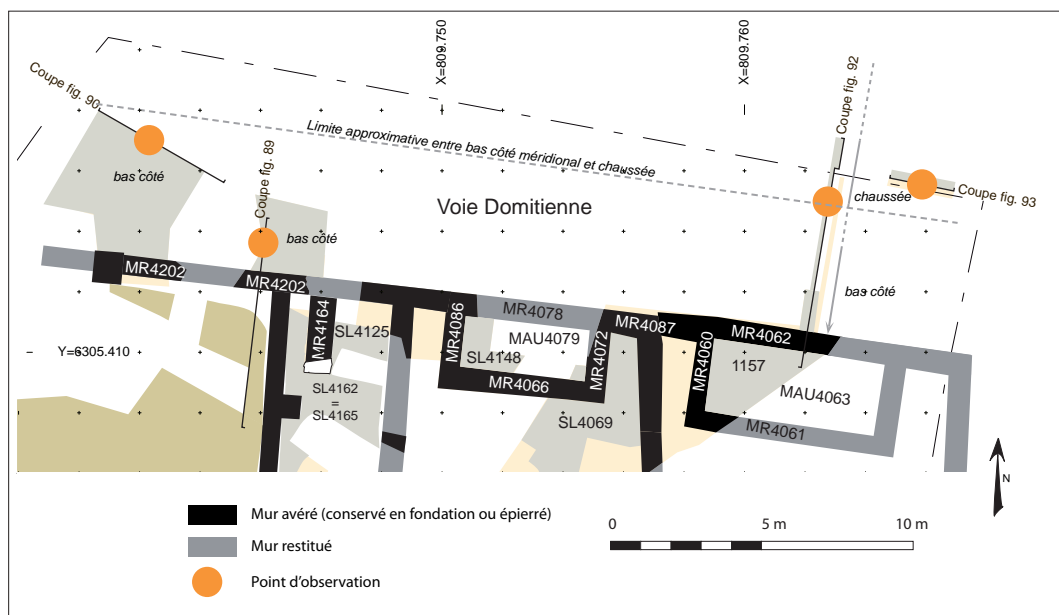 X=809.750
X=809.760
Coupe fig. 90
Coupe fig. 92
Coupe fig. 89
Limite approximative entre bas côté méridional et chaussée
bas côté
chaussée
Coupe fig. 93
Voie Domitienne
bas côté
bas côté
MR4202
MR4202
MR4164
SL4125
MR4086
MR4078
MAU4079
MR4072
MR4087
MR4060
MR4062
Y=6305.410
SL4148
1157
MR4066
SL4162
=
SL4165
MAU4063
SL4069
MR4061
N
Mur avéré (conservé en fondation ou épierré)
Mur restitué
Point d'observation
0
5 m
10 m